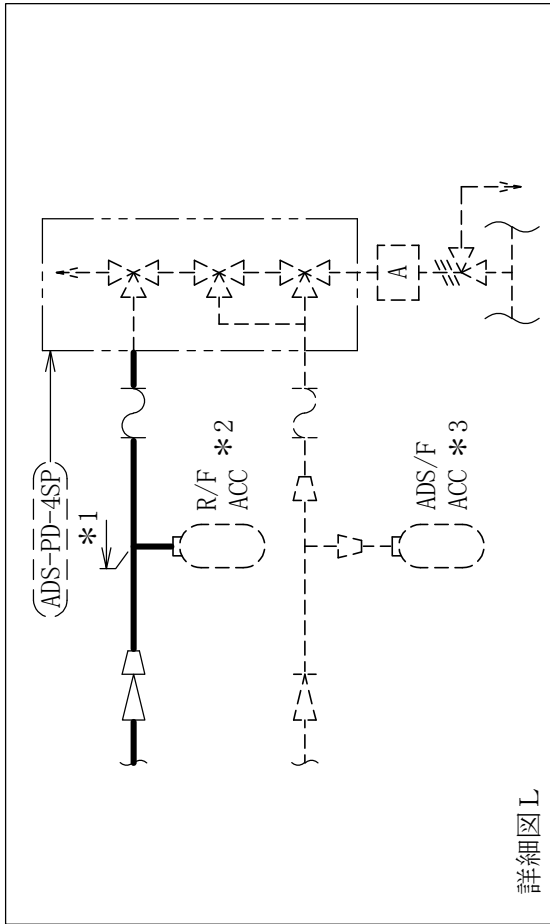 ADS-PD-4SP
*1
R/F *2
ACC
ADS/F
ACC *3
A
詳細図L